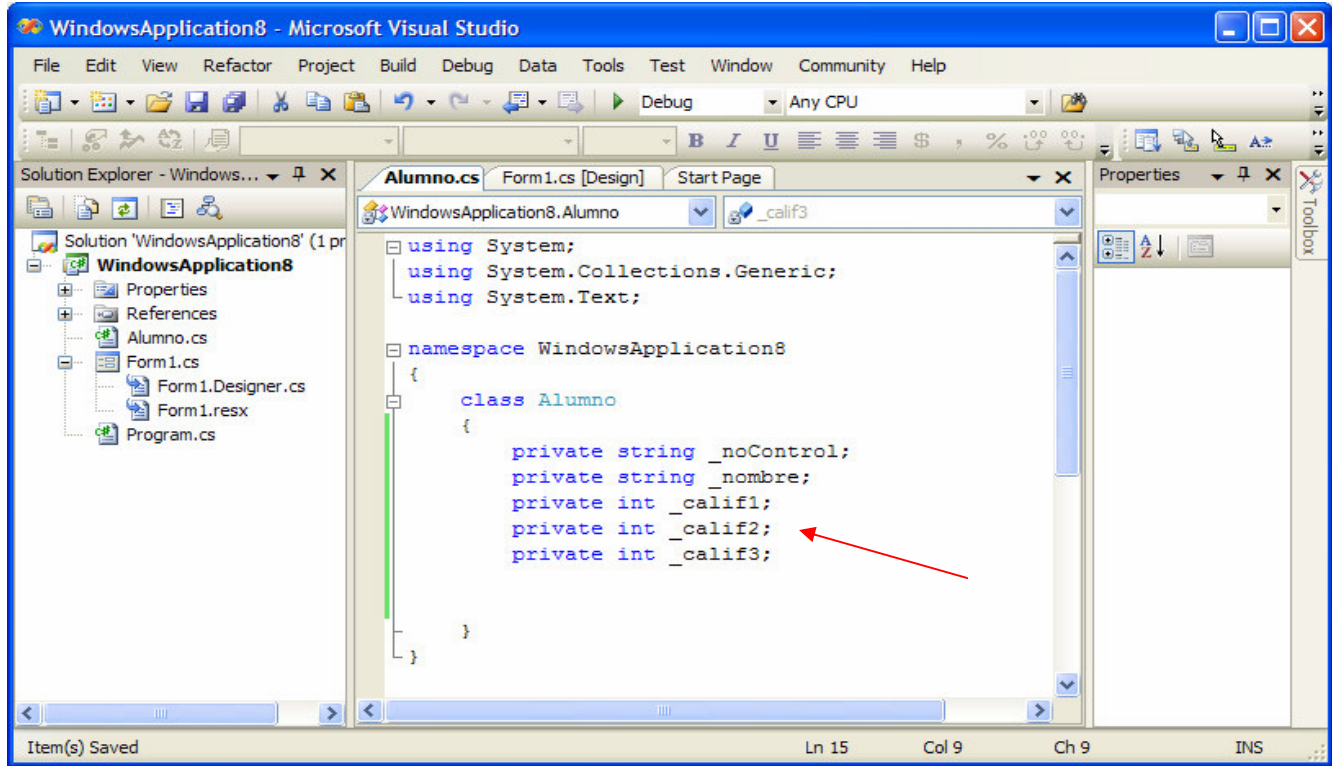 WindowsApplication8 - Microsoft Visual Studio
File Edit View Refactor Project Build Debug Data Tools Test Window Community Help
Debug Any CPU
B I U $ , %
Solution Explorer - Windows...
Solution 'WindowsApplication8' (1 pr
WindowsApplication8
Properties
References
Alumno.cs
Form1.cs
Form1.Designer.cs
Form1.resx
Program.cs
Alumno.cs Form1.cs [Design] Start Page
WindowsApplication8.Alumno _calif3
using System;
using System.Collections.Generic;
using System.Text;
namespace WindowsApplication8
{
class Alumno
{
private string _noControl;
private string _nombre;
private int _calif1;
private int _calif2;
private int _calif3;
}
}
Properties
Toolbox
Item(s) Saved Ln 15 Col 9 Ch 9 INS